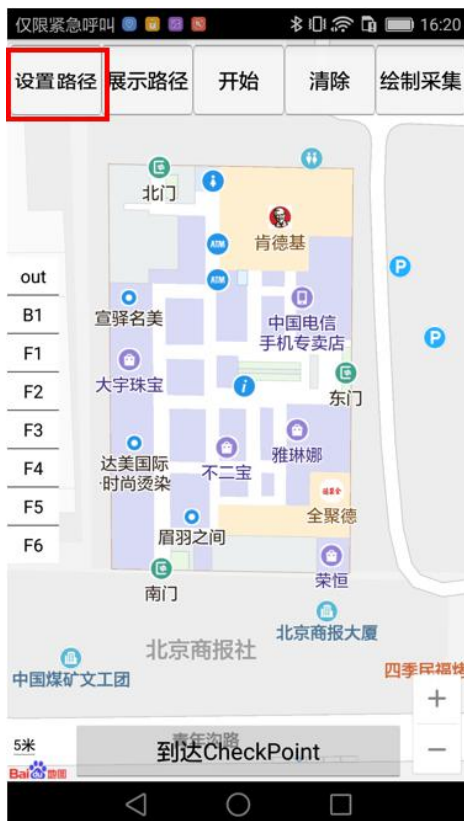 仅限紧急呼叫
16:20
设置路径 展示路径 开始 清除 绘制采集
北门
肯德基
ATM
ATM
out
B1
F1
F2
F3
F4
F5
F6
宣驿名美
中国电信
手机专卖店
大宇珠宝
东门
雅琳娜
达美国际
·时尚烫染
不二宝
全聚德
眉羽之间
荣恒
南门
北京商报大厦
北京商报社
中国煤矿文工团
四季民福烤
+
青年沟路
5米
到达CheckPoint
−
Bai du 地图